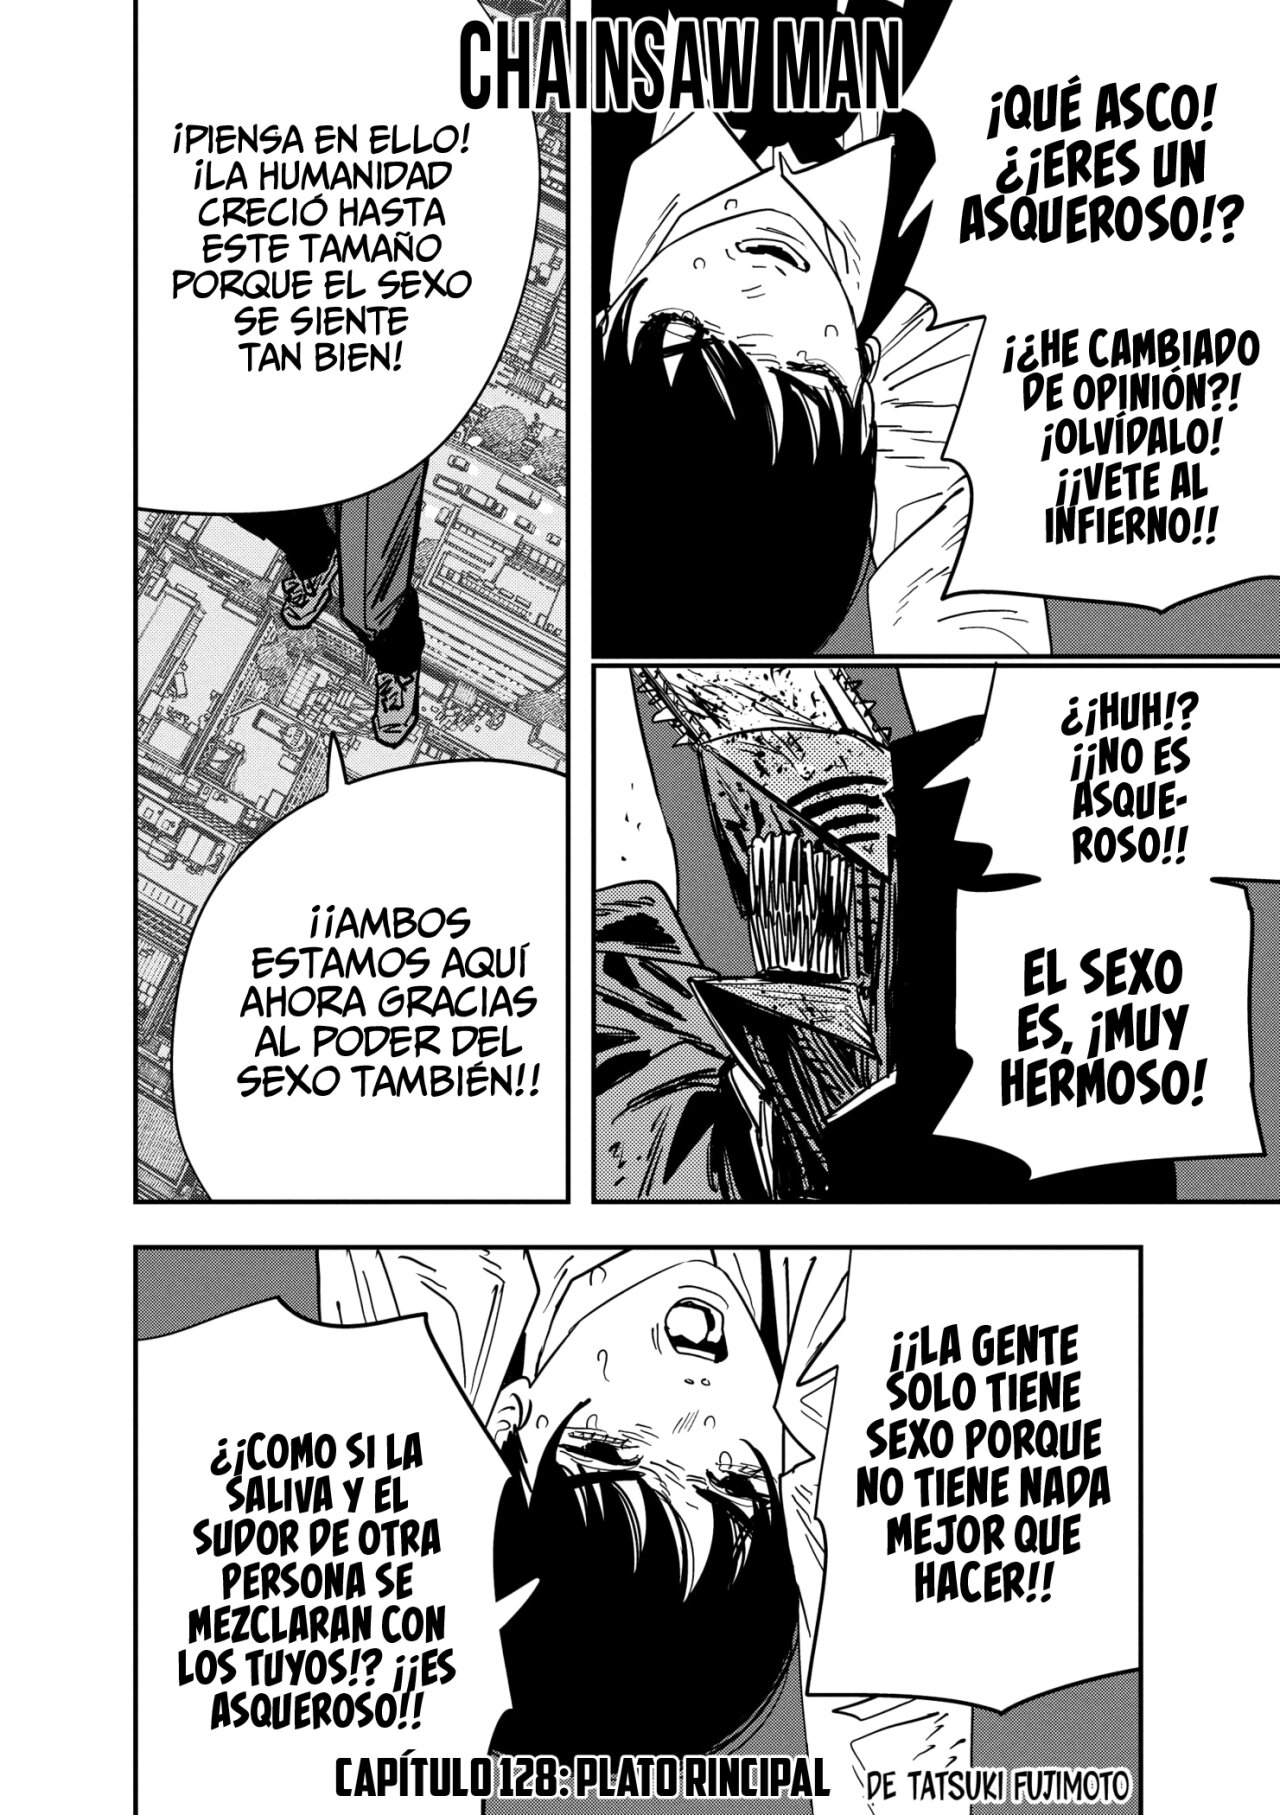 CHAINSAW MAN
¡QUÉ ASCO!
¿¡ERES UN
ASQUEROSO!?
¡¿HE CAMBIADO
DE OPINIÓN?!
¡OLVÍDALO!
¡¡VETE AL
INFIERNO!!
¿¡HUH!?
¡¡NO ES
ASQUE-
ROSO!!
EL SEXO
ES, ¡MUY
HERMOSO!
¡PIENSA EN ELLO!
¡LA HUMANIDAD
CRECIÓ HASTA
ESTE TAMAÑO
PORQUE EL SEXO
SE SIENTE
TAN BIEN!
¡¡AMBOS
ESTAMOS AQUÍ
AHORA GRACIAS
AL PODER DEL
SEXO TAMBIÉN!!
¡¡LA GENTE
SOLO TIENE
SEXO PORQUE
NO TIENE NADA
MEJOR QUE
HACER!!
¿¡COMO SI LA
SALIVA Y EL
SUDOR DE OTRA
PERSONA SE
MEZCLARAN CON
LOS TUYOS!? ¡¡ES
ASQUEROSO!!
CAPÍTULO 128: PLATO RINCIPAL
DE TATSUKI FUJIMOTO